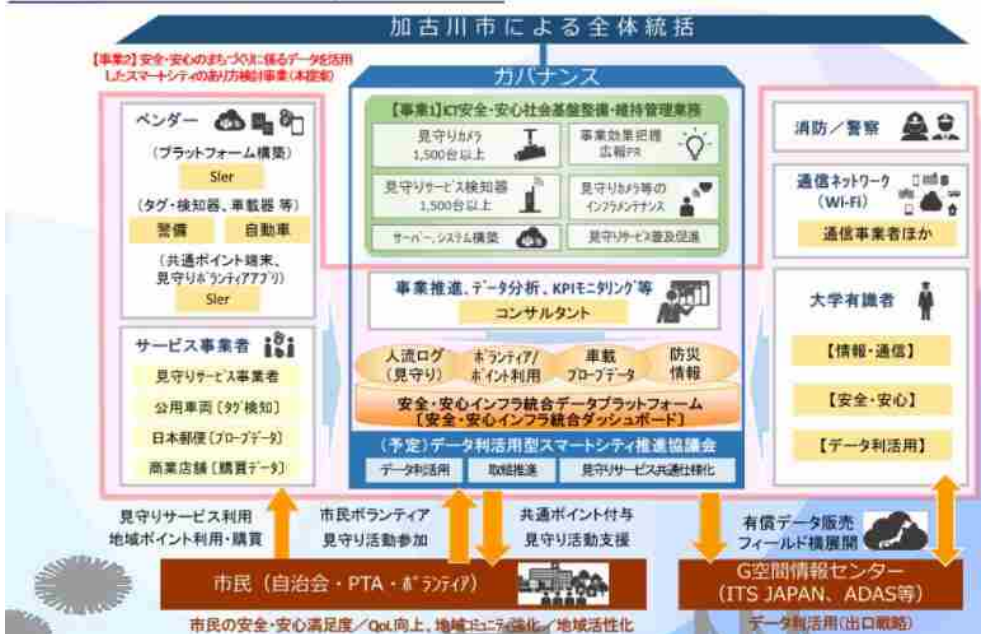 加古川市による全体統括
【事業2】安全・安心のまちづくりに係るデータを活用
したスマートシティのあり方検討事業(本提案)
ガバナンス
ベンダー
(プラットフォーム構築)
SIer
(タグ・検知器、車載器 等)
警備
自動車
(共通ポイント端末、
見守りボランティアアプリ)
SIer
サービス事業者
見守りサービス事業者
公用車両[タグ検知]
日本郵便[プローブデータ]
商業店舗[購買データ]
【事業1】ICT安全・安心社会基盤整備・維持管理業務
見守りカメラ
1,500台以上
事業効果把握
広報PR
見守りサービス検知器
1,500台以上
見守りカメラ等の
インフラメンテナンス
サーバー、システム構築
見守りサービス普及促進
事業推進、データ分析、KPIモニタリング等
コンサルタント
人流ログ
(見守り)
ボランティア/
ポイント利用
車載
プローブデータ
防災
情報
安全・安心インフラ統合データプラットフォーム
[安全・安心インフラ統合ダッシュボード]
(予定)データ利活用型スマートシティ推進協議会
データ利活用
取組推進
見守りサービス共通仕様化
消防/警察
通信ネットワーク
(Wi-Fi)
通信事業者ほか
大学有識者
【情報・通信】
【安全・安心】
【データ利活用】
見守りサービス利用
地域ポイント利用・購買
市民ボランティア
見守り活動参加
共通ポイント付与
見守り活動支援
有償データ販売
フィールド横展開
市民(自治会・PTA・ボランティア)
G空間情報センター
(ITS JAPAN、ADAS等)
市民の安全・安心満足度/QoL向上、地域コミュニティ強化/地域活性化
データ利活用(出口戦略)